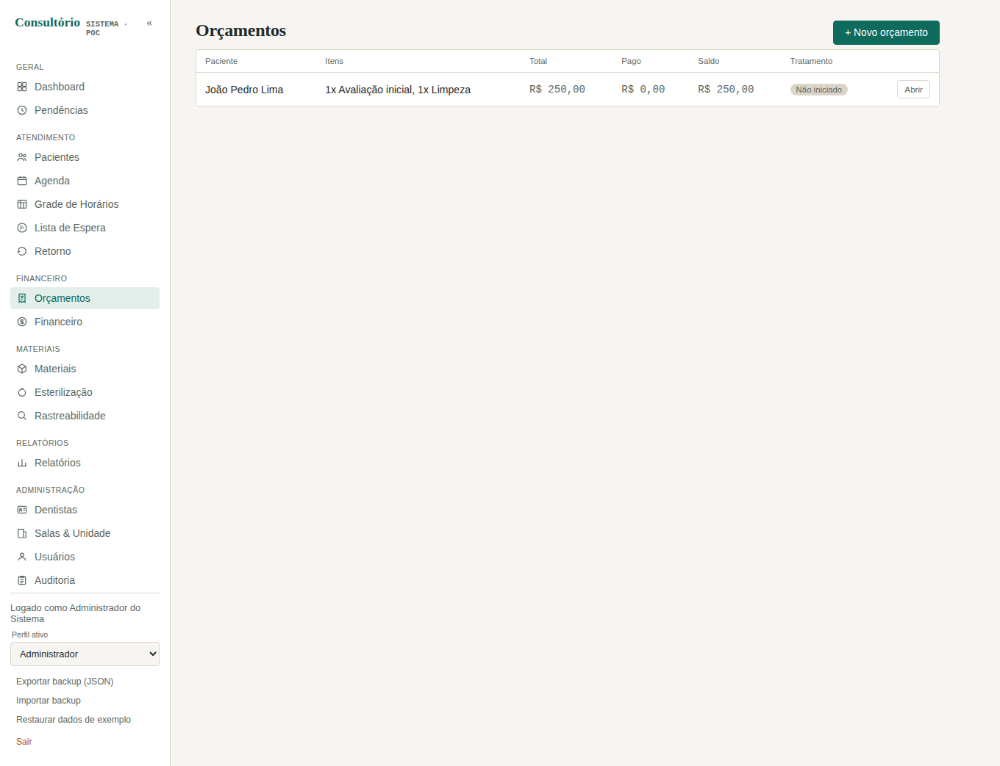 Consultório SISTEMA · POC «
GERAL
Dashboard
Pendências
ATENDIMENTO
Pacientes
Agenda
Grade de Horários
Lista de Espera
Retorno
FINANCEIRO
Orçamentos
Financeiro
MATERIAIS
Materiais
Esterilização
Rastreabilidade
RELATÓRIOS
Relatórios
ADMINISTRAÇÃO
Dentistas
Salas & Unidade
Usuários
Auditoria
Logado como Administrador do
Sistema
Perfil ativo
Administrador
Exportar backup (JSON)
Importar backup
Restaurar dados de exemplo
Sair
Orçamentos
+ Novo orçamento
Paciente Itens Total Pago Saldo Tratamento
João Pedro Lima 1x Avaliação inicial, 1x Limpeza R$ 250,00 R$ 0,00 R$ 250,00 Não iniciado Abrir